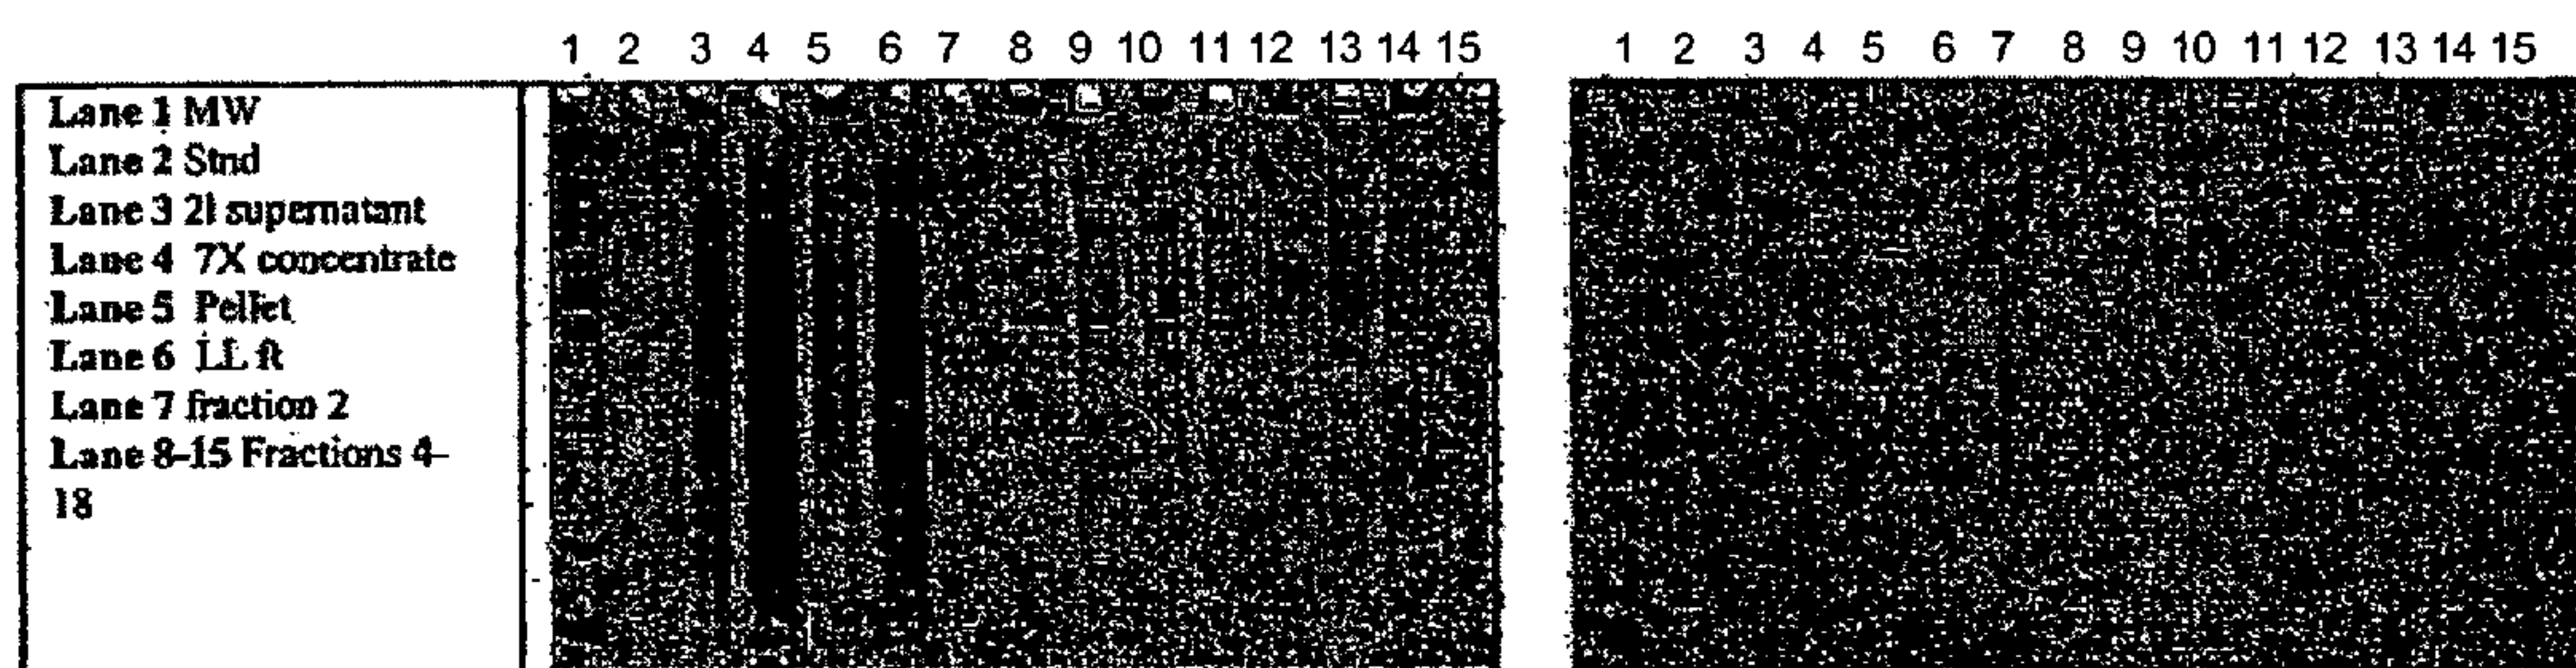 1 2 3 4 5 6 7 8 9 10 11 12 13 14 15
1 2 3 4 5 6 7 8 9 10 11 12 13 14 15
Lane 1 MW
Lane 2 Stnd
Lane 3 2l supernatant
Lane 4 7X concentrate
Lane 5 Pellet
Lane 6 LL ft
Lane 7 fraction 2
Lane 8-15 Fractions 4-
18